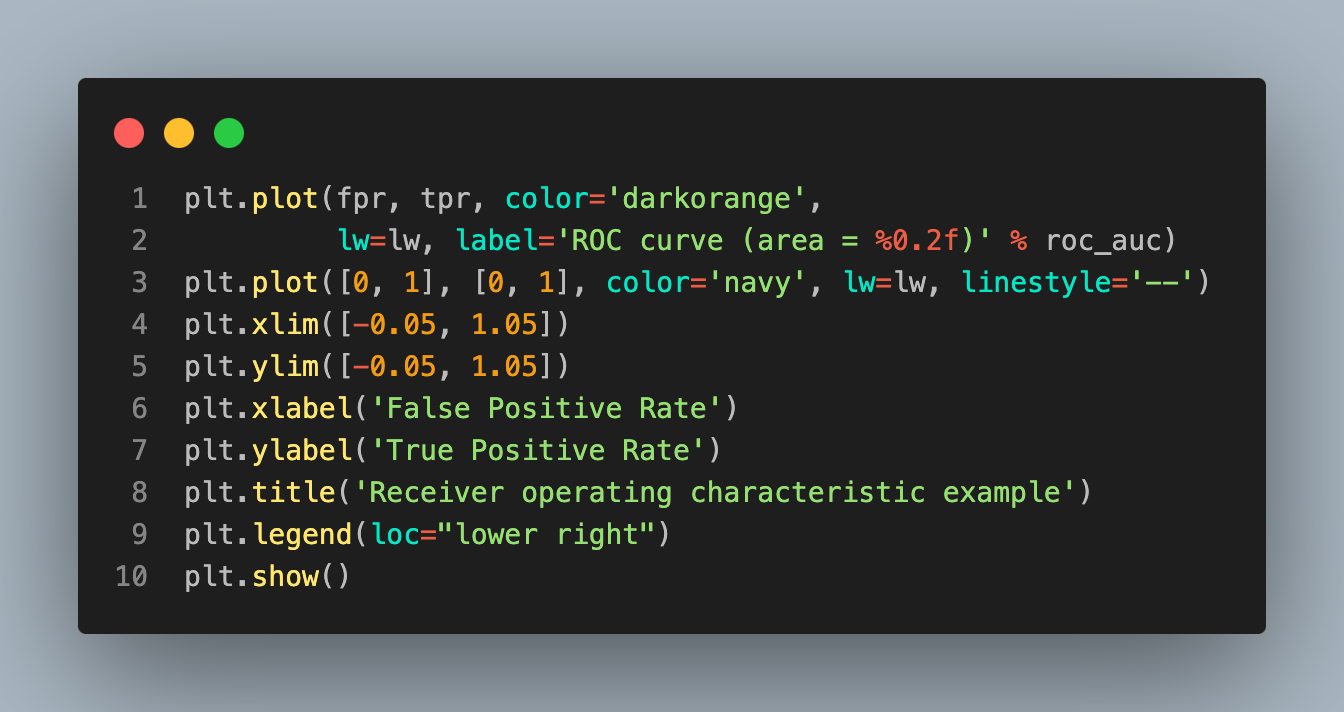 1 plt.plot(fpr, tpr, color='darkorange',
2          lw=lw, label='ROC curve (area = %0.2f)' % roc_auc)
3 plt.plot([0, 1], [0, 1], color='navy', lw=lw, linestyle='--')
4 plt.xlim([-0.05, 1.05])
5 plt.ylim([-0.05, 1.05])
6 plt.xlabel('False Positive Rate')
7 plt.ylabel('True Positive Rate')
8 plt.title('Receiver operating characteristic example')
9 plt.legend(loc="lower right")
10 plt.show()